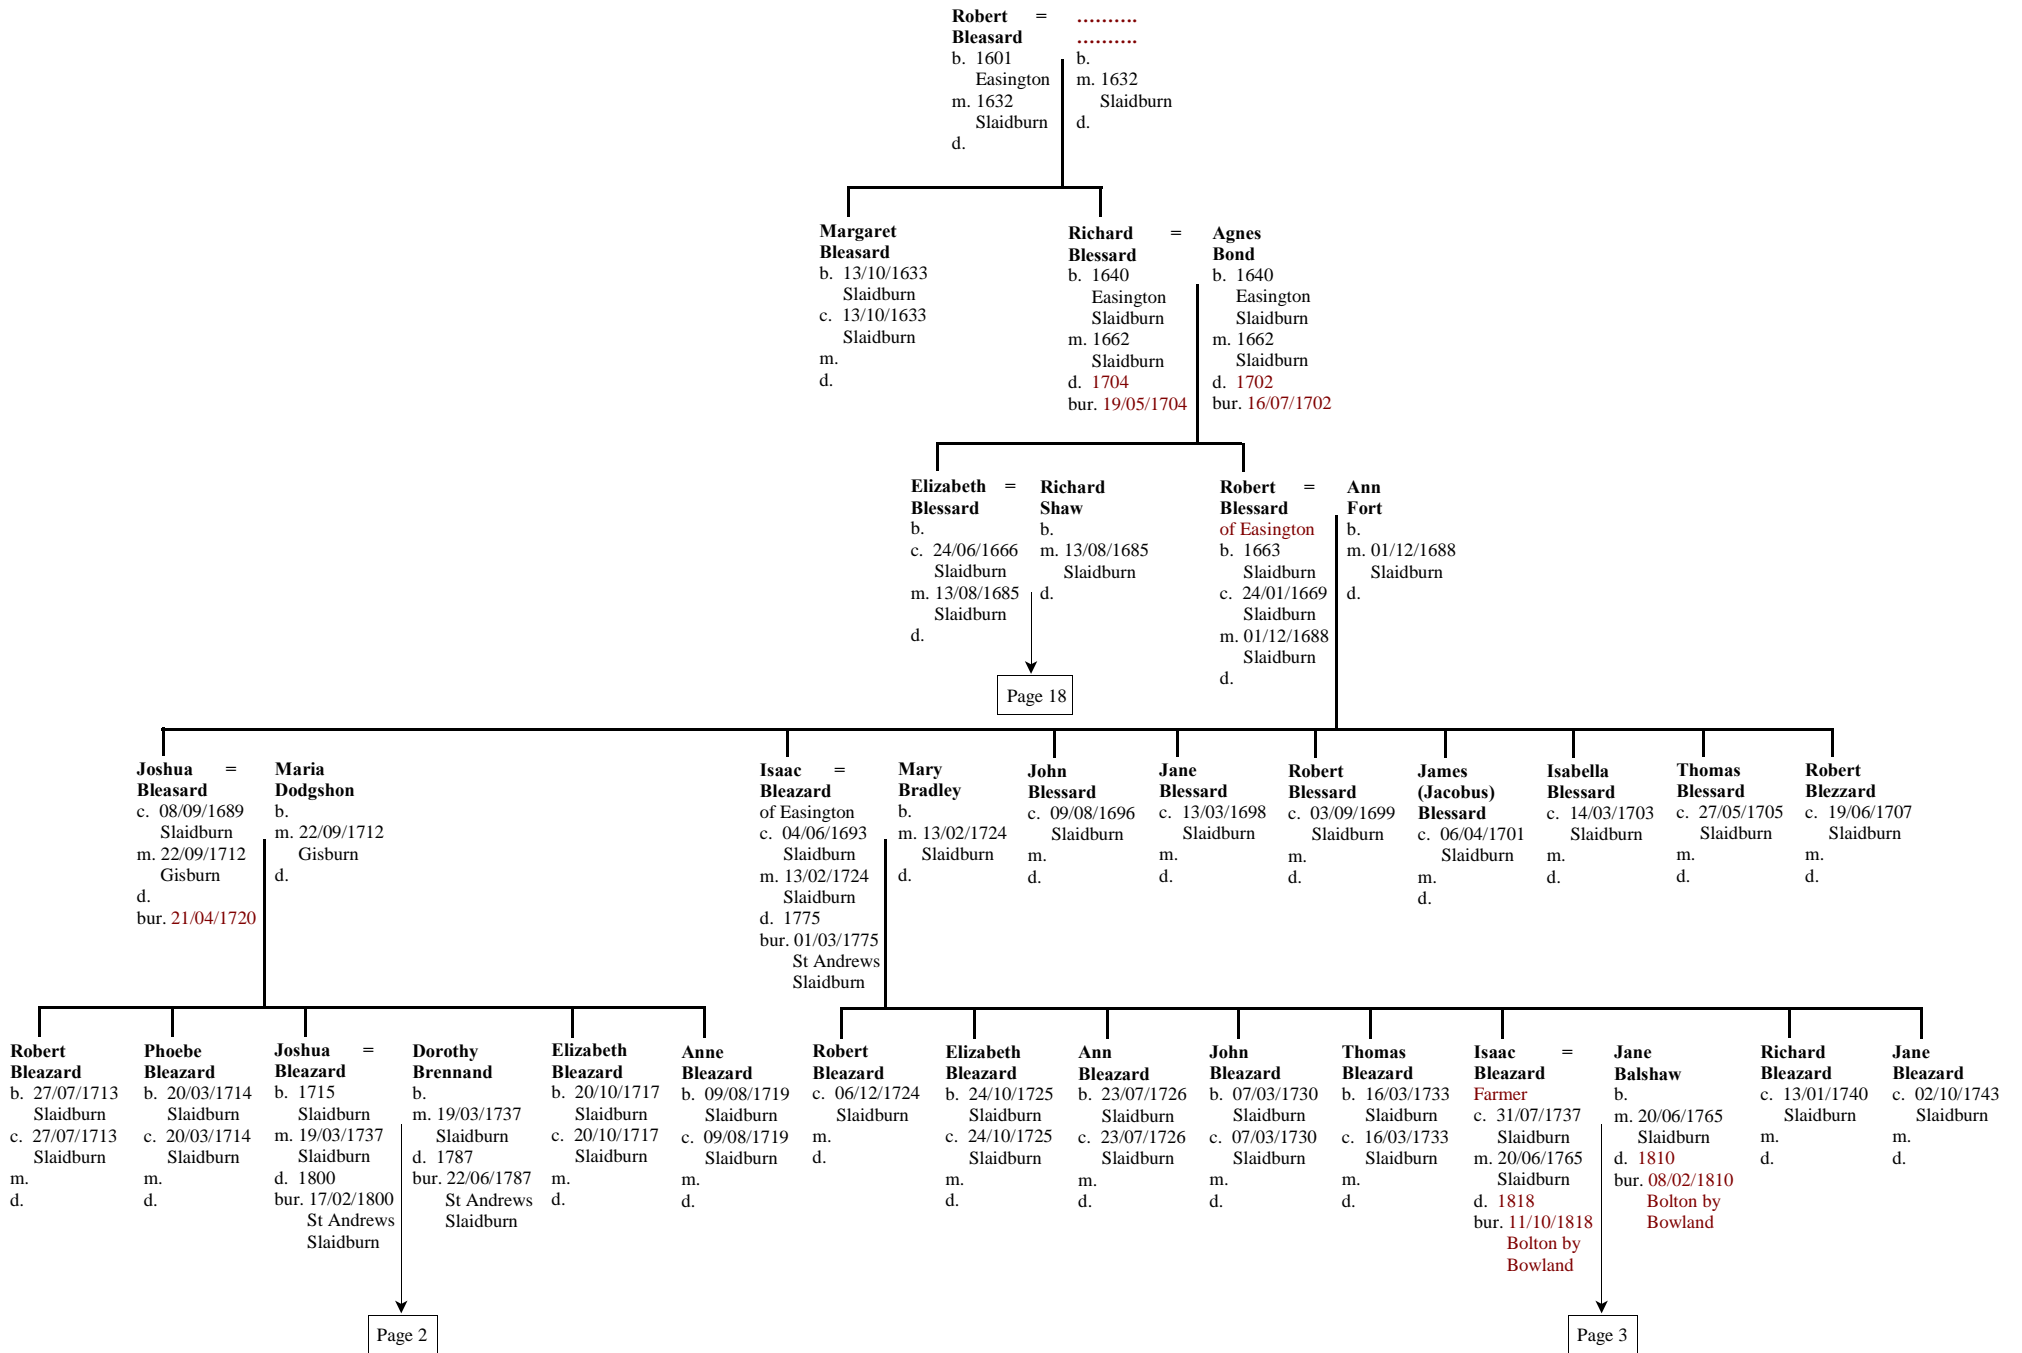 Robert =
Bleasard
b. 1601
Easington
m. 1632
Slaidburn
d.
..........
..........
b.
m. 1632
Slaidburn
d.
Margaret
Bleasard
b. 13/10/1633
Slaidburn
c. 13/10/1633
Slaidburn
m.
d.
Richard =
Blessard
b. 1640
Easington
Slaidburn
m. 1662
Slaidburn
d. 1704
bur. 19/05/1704
Agnes
Bond
b. 1640
Easington
Slaidburn
m. 1662
Slaidburn
d. 1702
bur. 16/07/1702
Elizabeth =
Blessard
b.
c. 24/06/1666
Slaidburn
m. 13/08/1685
Slaidburn
d.
Richard
Shaw
b.
m. 13/08/1685
Slaidburn
d.
Page 18
Robert =
Blessard
of Easington
b. 1663
Slaidburn
c. 24/01/1669
Slaidburn
m. 01/12/1688
Slaidburn
d.
Ann
Fort
b.
m. 01/12/1688
Slaidburn
d.
Joshua =
Bleasard
c. 08/09/1689
Slaidburn
m. 22/09/1712
Gisburn
d.
bur. 21/04/1720
Maria
Dodgshon
b.
m. 22/09/1712
Gisburn
d.
Isaac =
Bleazard
of Easington
c. 04/06/1693
Slaidburn
m. 13/02/1724
Slaidburn
d. 1775
bur. 01/03/1775
St Andrews
Slaidburn
Mary
Bradley
b.
m. 13/02/1724
Slaidburn
d.
John
Blessard
c. 09/08/1696
Slaidburn
m.
d.
Jane
Blessard
c. 13/03/1698
Slaidburn
m.
d.
Robert
Blessard
c. 03/09/1699
Slaidburn
m.
d.
James
(Jacobus)
Blessard
c. 06/04/1701
Slaidburn
m.
d.
Isabella
Blessard
c. 14/03/1703
Slaidburn
m.
d.
Thomas
Blessard
c. 27/05/1705
Slaidburn
m.
d.
Robert
Blezzard
c. 19/06/1707
Slaidburn
m.
d.
Robert
Bleazard
b. 27/07/1713
Slaidburn
c. 27/07/1713
Slaidburn
m.
d.
Phoebe
Bleazard
b. 20/03/1714
Slaidburn
c. 20/03/1714
Slaidburn
m.
d.
Joshua =
Bleazard
b. 1715
Slaidburn
m. 19/03/1737
Slaidburn
d. 1800
bur. 17/02/1800
St Andrews
Slaidburn
Dorothy
Brennand
b.
m. 19/03/1737
Slaidburn
d. 1787
bur. 22/06/1787
St Andrews
Slaidburn
Page 2
Elizabeth
Bleazard
b. 20/10/1717
Slaidburn
c. 20/10/1717
Slaidburn
m.
d.
Anne
Bleazard
b. 09/08/1719
Slaidburn
c. 09/08/1719
Slaidburn
m.
d.
Robert
Bleazard
c. 06/12/1724
Slaidburn
m.
d.
Elizabeth
Bleazard
b. 24/10/1725
Slaidburn
c. 24/10/1725
Slaidburn
m.
d.
Ann
Bleazard
b. 23/07/1726
Slaidburn
c. 23/07/1726
Slaidburn
m.
d.
John
Bleazard
b. 07/03/1730
Slaidburn
c. 07/03/1730
Slaidburn
m.
d.
Thomas
Bleazard
b. 16/03/1733
Slaidburn
c. 16/03/1733
Slaidburn
m.
d.
Isaac =
Bleazard
Farmer
c. 31/07/1737
Slaidburn
m. 20/06/1765
Slaidburn
d. 1818
bur. 11/10/1818
Bolton by
Bowland
Jane
Balshaw
b.
m. 20/06/1765
Slaidburn
d. 1810
bur. 08/02/1810
Bolton by
Bowland
Page 3
Richard
Bleazard
c. 13/01/1740
Slaidburn
m.
d.
Jane
Bleazard
c. 02/10/1743
Slaidburn
m.
d.